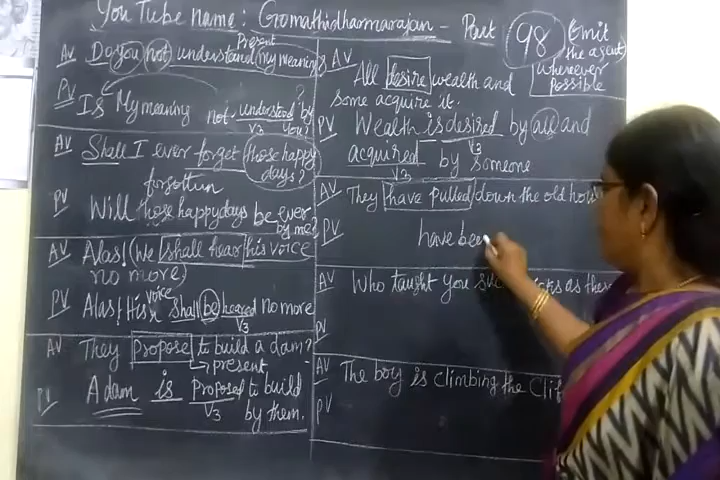 You Tube Name: Gromathidharmarajan - Part 98
Omit
(the agent)
wherever
possible
Present
AV Do you not understand my meaning?
PV Is My meaning not understood by
V3 you?
AV Shall I ever forget those happy
days?
forgotten
PV Will those happy days be ever
by me?
AV Alas! (We shall hear his voice
no more)
PV Alas! His voice shall be heared no more
V3
AV They propose to build a dam?
present
PV A dam is proposed to build
V3 by them.
AV All desire wealth and
some acquire it.
PV Wealth is desired by all and
V3
acquired by someone
V3
AV They have pulled down the old
PV have been
AV Who taught you as these
PV
AV The boy is climbing the
PV